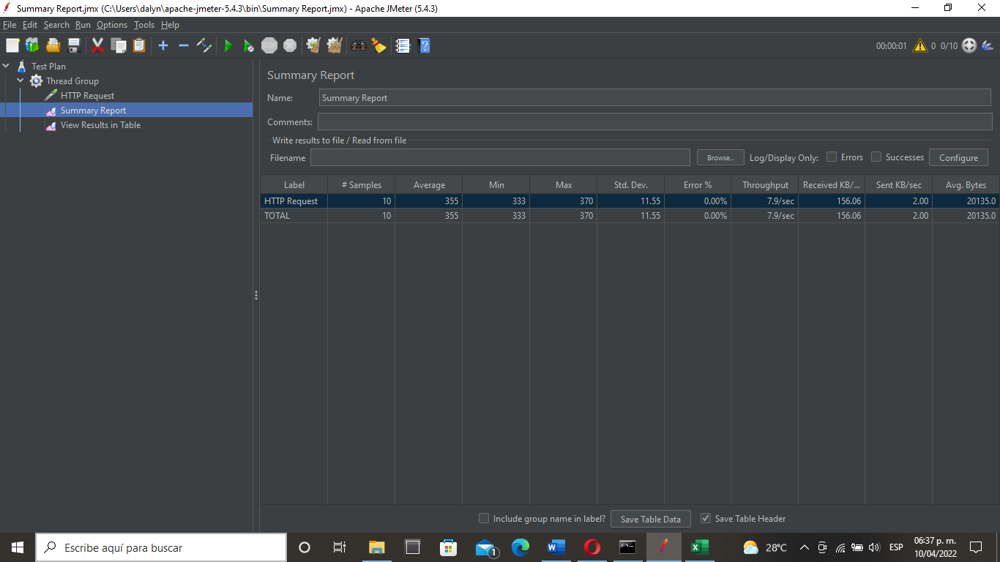 Summary Report.jmx (C:\Users\dalyn\apache-jmeter-5.4.3\bin\Summary Report.jmx) - Apache JMeter (5.4.3)
File Edit Search Run Options Tools Help
STOP 00:00:01 0 0/10
Test Plan
Thread Group
HTTP Request
Summary Report
View Results in Table
Summary Report
Name: Summary Report
Comments:
Write results to file / Read from file
Filename Browse... Log/Display Only: Errors Successes Configure
Label # Samples Average Min Max Std. Dev. Error % Throughput Received KB/... Sent KB/sec Avg. Bytes
HTTP Request 10 355 333 370 11.55 0.00% 7.9/sec 156.06 2.00 20135.0
TOTAL 10 355 333 370 11.55 0.00% 7.9/sec 156.06 2.00 20135.0
Include group name in label? Save Table Data Save Table Header
Escribe aquí para buscar 1 28°C ESP 06:37 p. m.
10/04/2022